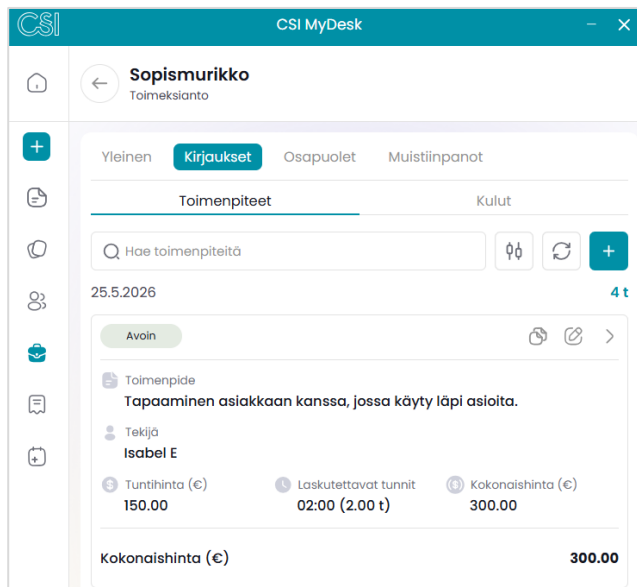 CSI
CSI MyDesk
Sopismurikko
Toimeksianto
Yleinen Kirjaukset Osapuolet Muistiinpanot
Toimenpiteet Kulut
Hae toimenpiteitä
25.5.2026 4 t
Avoin
Toimenpide
Tapaaminen asiakkaan kanssa, jossa käyty läpi asioita.
Tekijä
Isabel E
Tuntihinta (€) Laskutettavat tunnit Kokonaishinta (€)
150.00 02:00 (2.00 t) 300.00
Kokonaishinta (€) 300.00